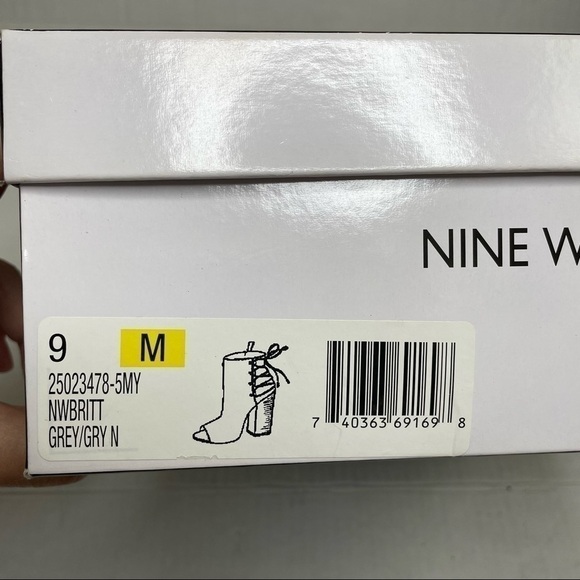 NINE W
9 M
25023478-5MY
NWBRITT
GREY/GRY N
7 40363 69169 8